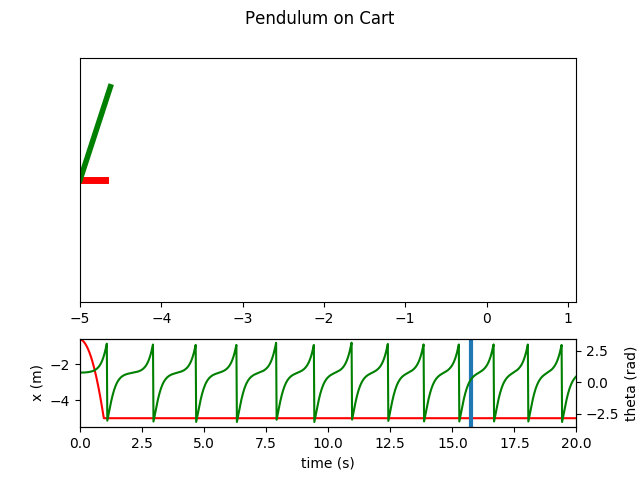 Pendulum on Cart
−5 −4 −3 −2 −1 0 1
−2
−4
x (m)
2.5
0.0
−2.5
theta (rad)
0.0 2.5 5.0 7.5 10.0 12.5 15.0 17.5 20.0
time (s)